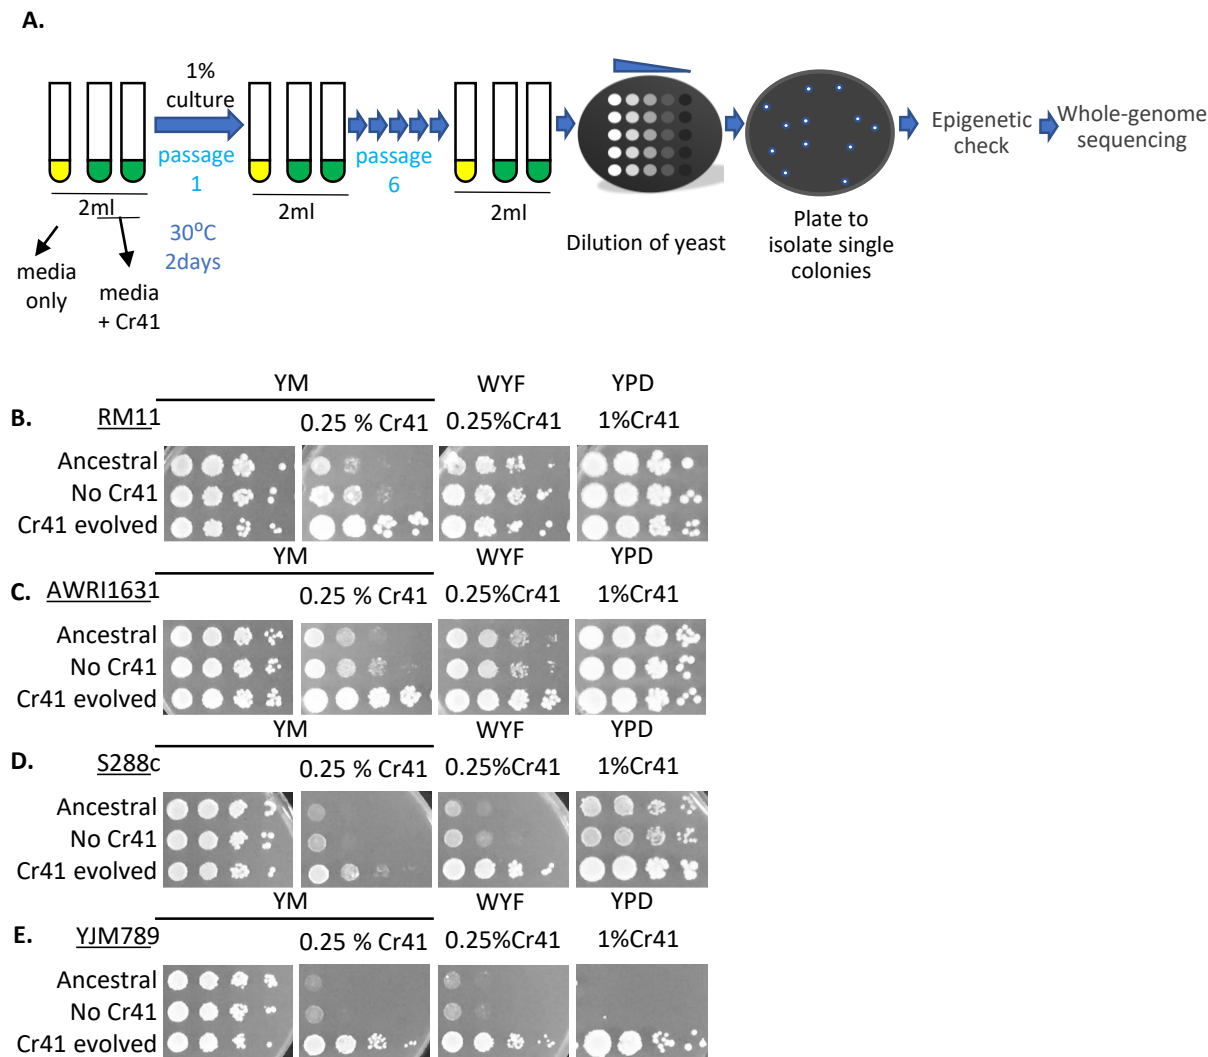 A.
1%
culture
passage
1
passage
6
2ml
2ml
2ml
30⁰C
2days
media
only
media
+ Cr41
Dilution of yeast
Plate to
isolate single
colonies
Epigenetic
check
Whole-genome
sequencing
YM WYF YPD
B. RM11 0.25 % Cr41 0.25%Cr41 1%Cr41
Ancestral
No Cr41
Cr41 evolved
YM WYF YPD
C. AWRI1631 0.25 % Cr41 0.25%Cr41 1%Cr41
Ancestral
No Cr41
Cr41 evolved
YM WYF YPD
D. S288c 0.25 % Cr41 0.25%Cr41 1%Cr41
Ancestral
No Cr41
Cr41 evolved
YM WYF YPD
E. YJM789 0.25 % Cr41 0.25%Cr41 1%Cr41
Ancestral
No Cr41
Cr41 evolved